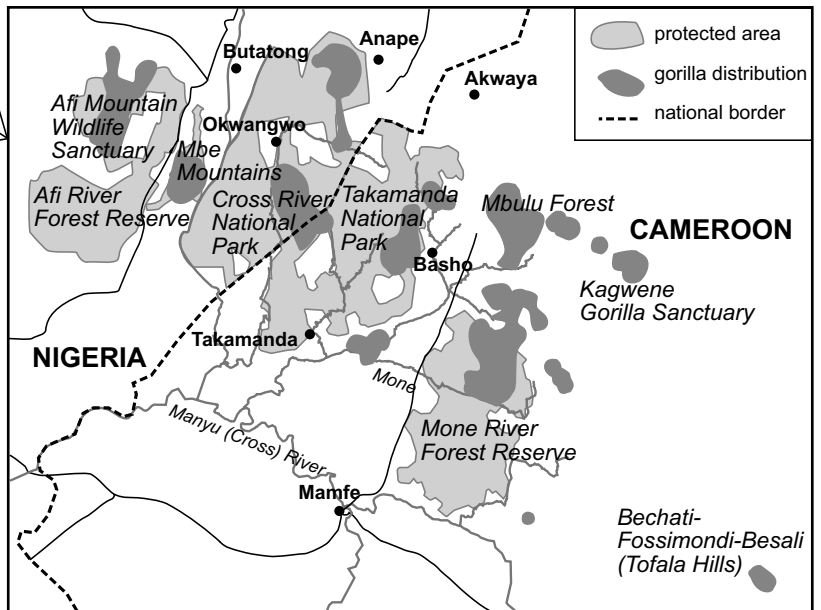 protected area
gorilla distribution
national border
Anape
Butatong
Akwaya
Afi Mountain
Wildlife
Sanctuary
Okwangwo
Mbe
Mountains
Afi River
Forest Reserve
Cross River
National
Park
Takamanda
National
Park
Mbulu Forest
CAMEROON
Basho
Kagwene
Gorilla Sanctuary
Takamanda
NIGERIA
Mone
Manyu (Cross) River
Mone River
Forest Reserve
Mamfe
Bechati-
Fossimondi-Besali
(Tofala Hills)